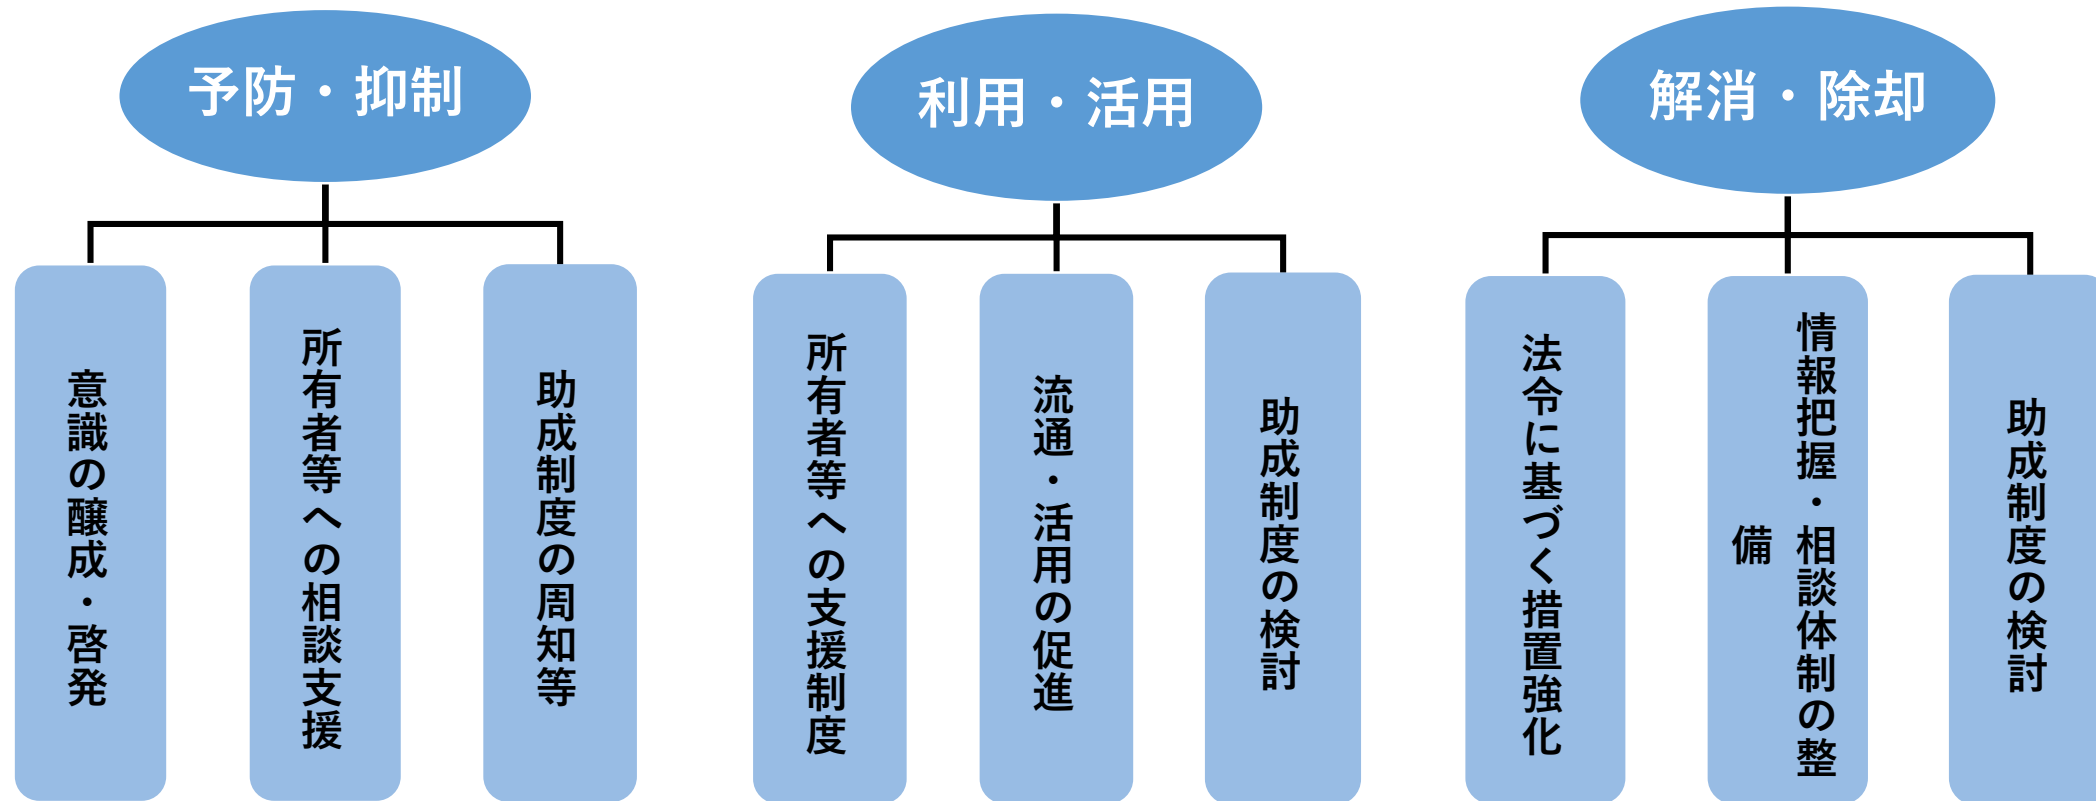 予防・抑制
意識の醸成・啓発
所有者等への相談支援
助成制度の周知等
利用・活用
所有者等への支援制度
流通・活用の促進
助成制度の検討
解消・除却
法令に基づく措置強化
情報把握・相談体制の整
備
助成制度の検討